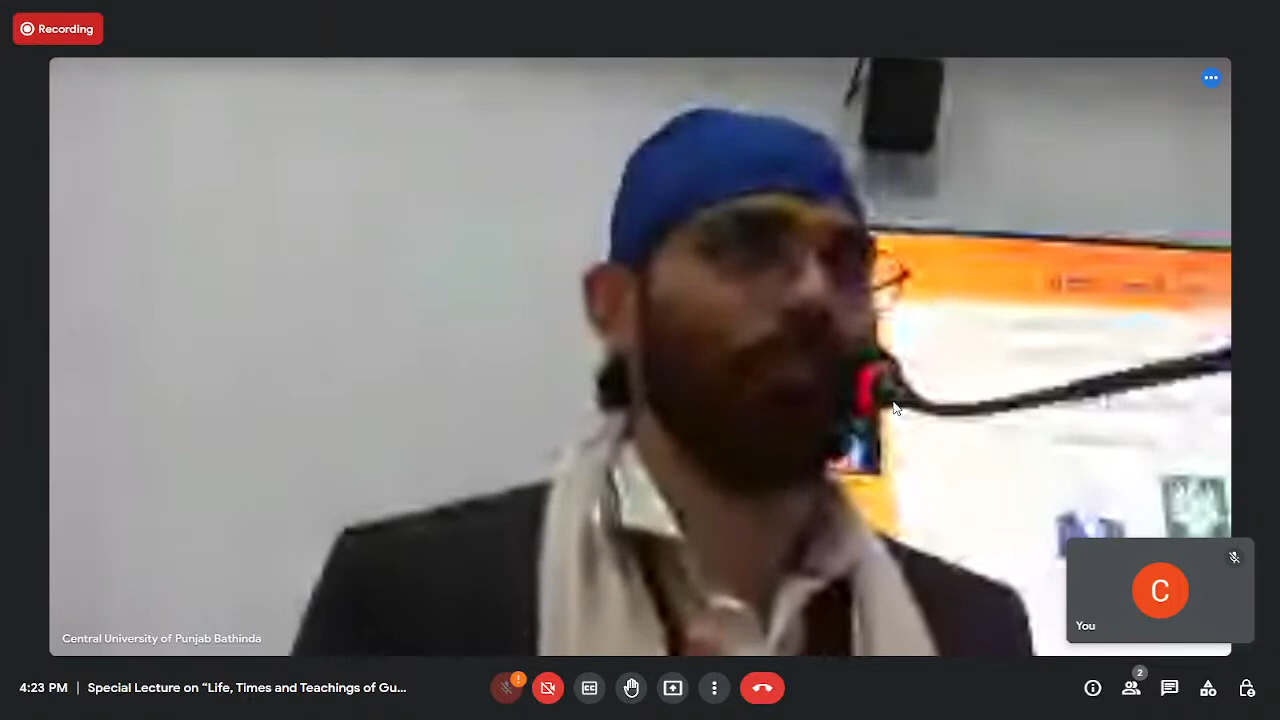 Recording
Central University of Punjab Bathinda
C
You
2
4:23 PM | Special Lecture on “Life, Times and Teachings of Gu...